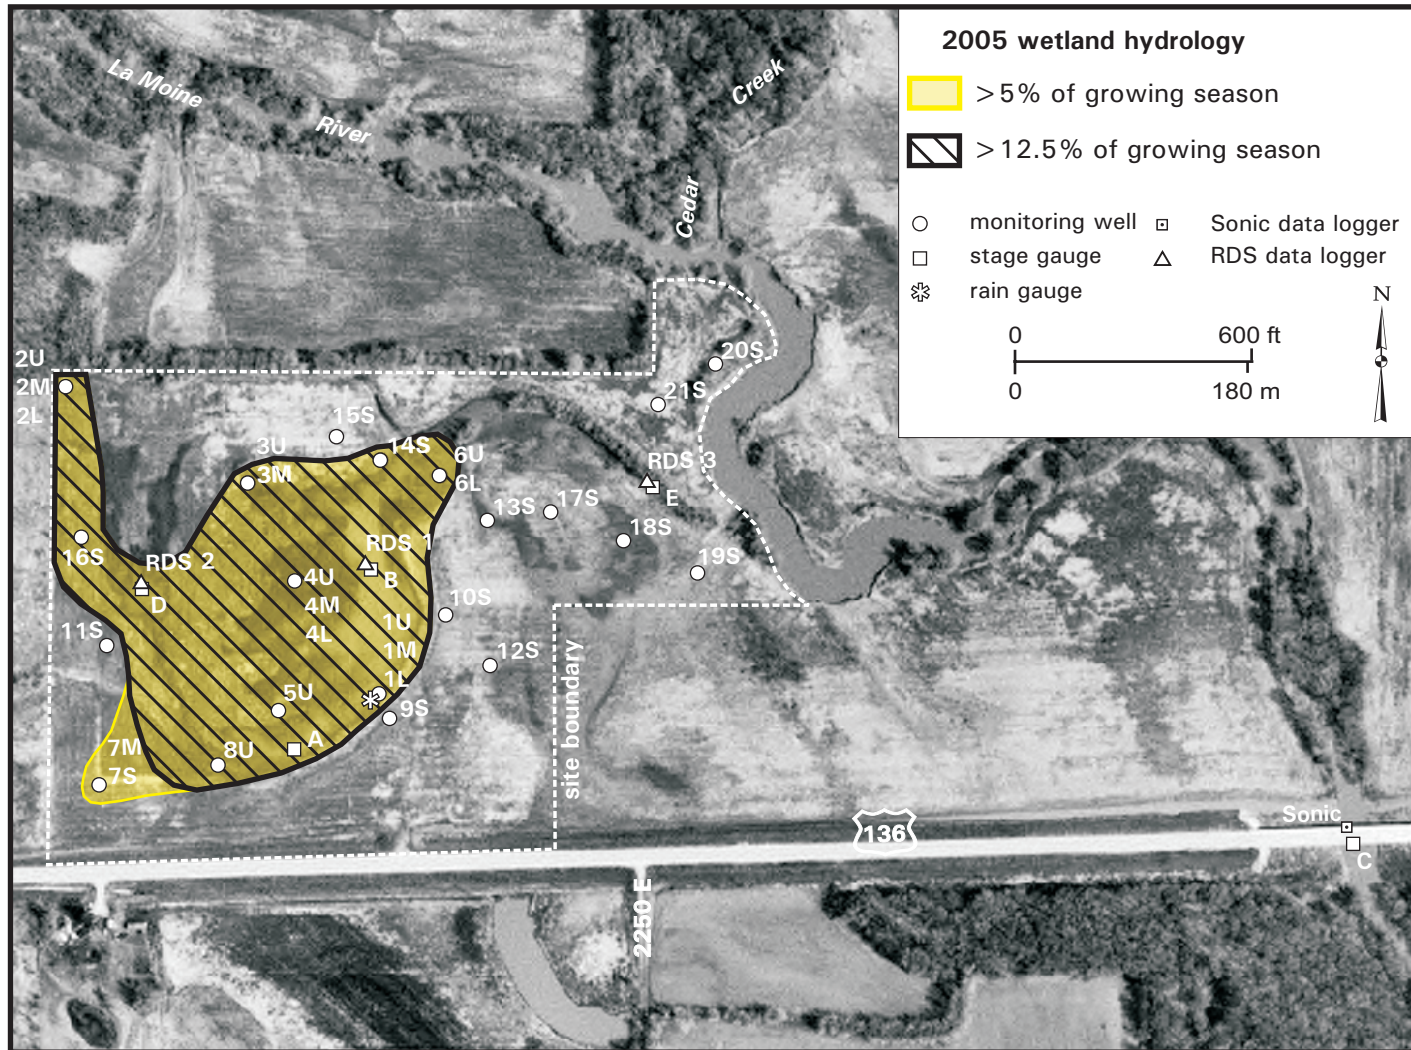 2005 wetland hydrology
>5% of growing season
>12.5% of growing season
monitoring well
Sonic data logger
stage gauge
RDS data logger
rain gauge
N
0
600 ft
0
180 m
La Moine
River
Creek
Cedar
2U
2M
2L
20S
21S
15S
3U
3M
14S
6U
6L
RDS 3
E
13S
17S
18S
19S
16S
RDS 2
D
RDS 1
B
4U
4M
4L
1U
1M
1L
10S
11S
12S
5U
9S
A
8U
7M
7S
site boundary
136
Sonic
C
2250 E